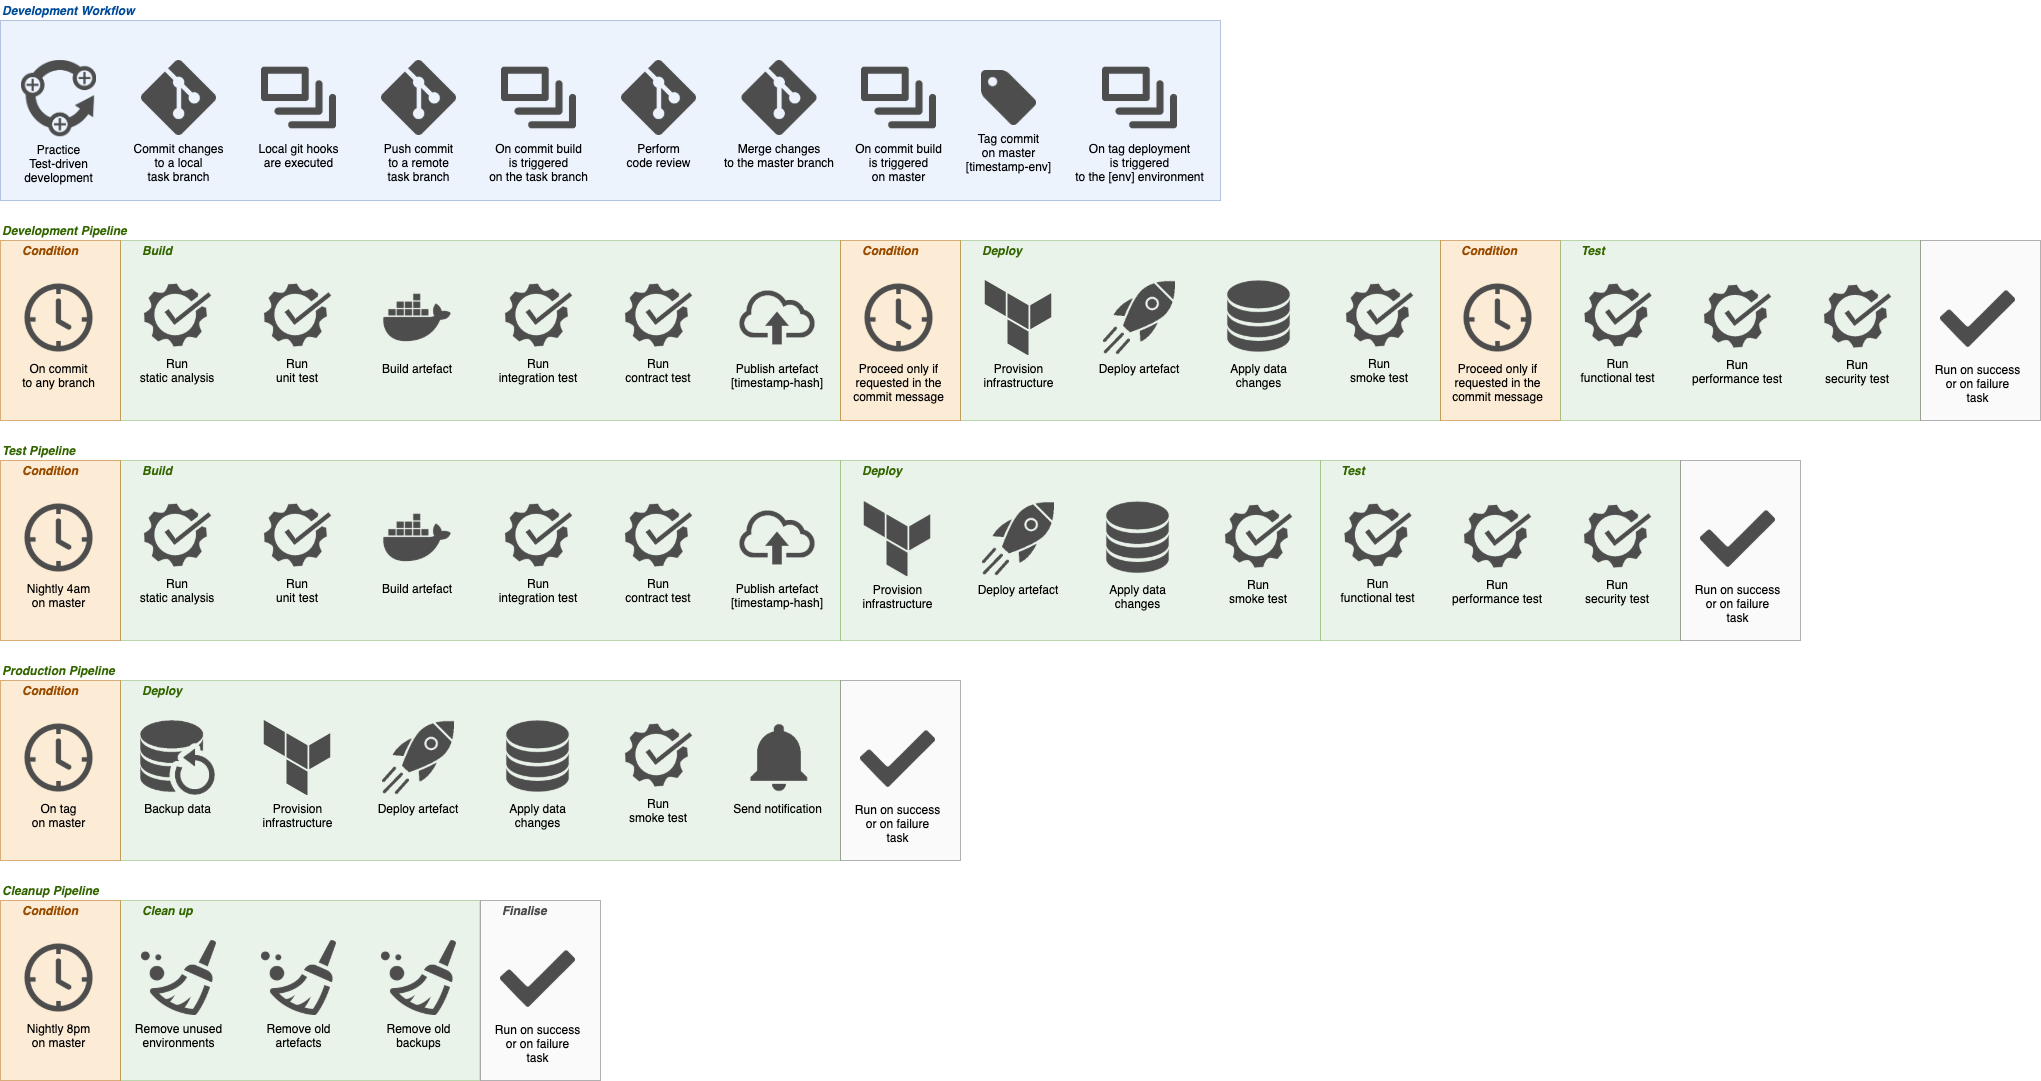 Development Workflow
Practice
Test-driven
development
Commit changes
to a local
task branch
Local git hooks
are executed
Push commit
to a remote
task branch
On commit build
is triggered
on the task branch
Perform
code review
Merge changes
to the master branch
On commit build
is triggered
on master
Tag commit
on master
[timestamp-env]
On tag deployment
is triggered
to the [env] environment
Development Pipeline
Condition
On commit
to any branch
Build
Run
static analysis
Run
unit test
Build artefact
Run
integration test
Run
contract test
Publish artefact
[timestamp-hash]
Condition
Proceed only if
requested in the
commit message
Deploy
Provision
infrastructure
Deploy artefact
Apply data
changes
Run
smoke test
Condition
Proceed only if
requested in the
commit message
Test
Run
functional test
Run
performance test
Run
security test
Run on success
or on failure
task
Test Pipeline
Condition
Nightly 4am
on master
Build
Run
static analysis
Run
unit test
Build artefact
Run
integration test
Run
contract test
Publish artefact
[timestamp-hash]
Deploy
Provision
infrastructure
Deploy artefact
Apply data
changes
Run
smoke test
Test
Run
functional test
Run
performance test
Run
security test
Run on success
or on failure
task
Production Pipeline
Condition
On tag
on master
Deploy
Backup data
Provision
infrastructure
Deploy artefact
Apply data
changes
Run
smoke test
Send notification
Run on success
or on failure
task
Cleanup Pipeline
Condition
Nightly 8pm
on master
Clean up
Remove unused
environments
Remove old
artefacts
Remove old
backups
Finalise
Run on success
or on failure
task